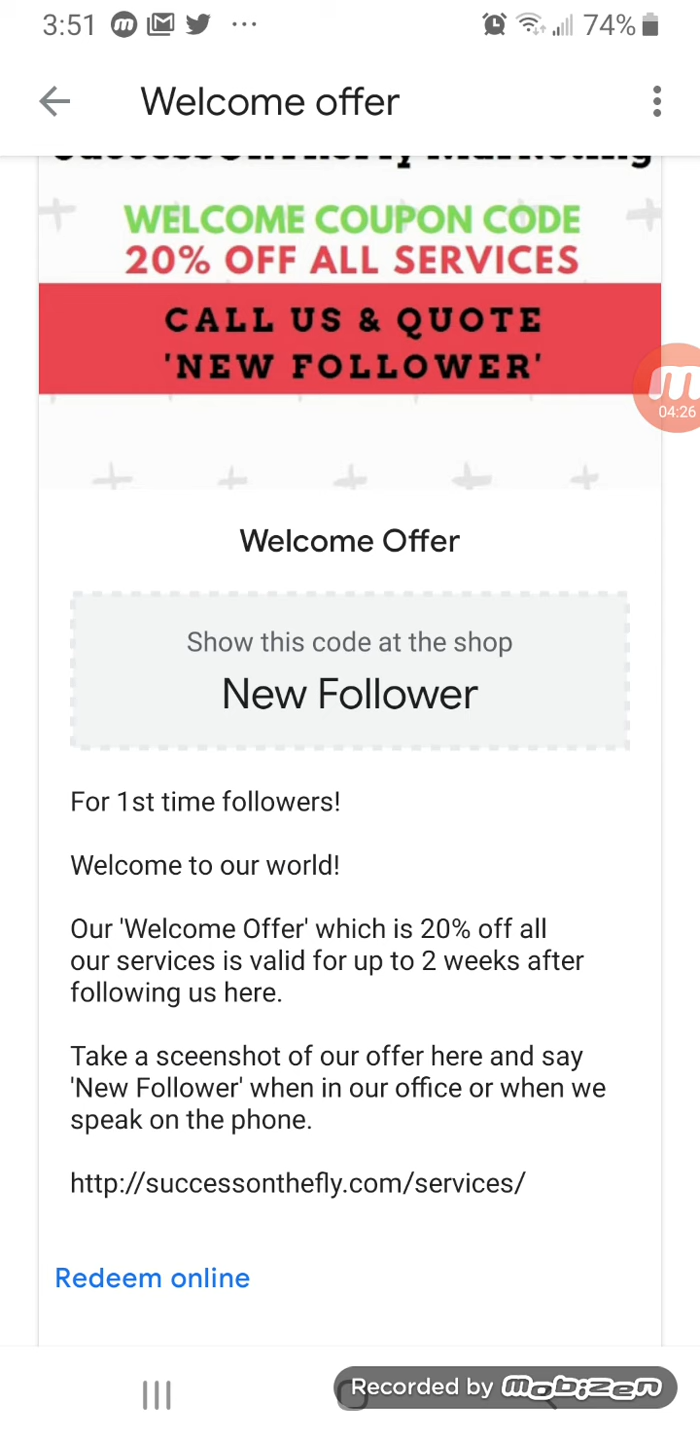 3:51
74%
Welcome offer
WELCOME COUPON CODE
20% OFF ALL SERVICES
CALL US & QUOTE
'NEW FOLLOWER'
04:26
Welcome Offer
Show this code at the shop
New Follower
For 1st time followers!
Welcome to our world!
Our 'Welcome Offer' which is 20% off all
our services is valid for up to 2 weeks after
following us here.
Take a sceenshot of our offer here and say
'New Follower' when in our office or when we
speak on the phone.
http://successonthefly.com/services/
Redeem online
Recorded by mobizen